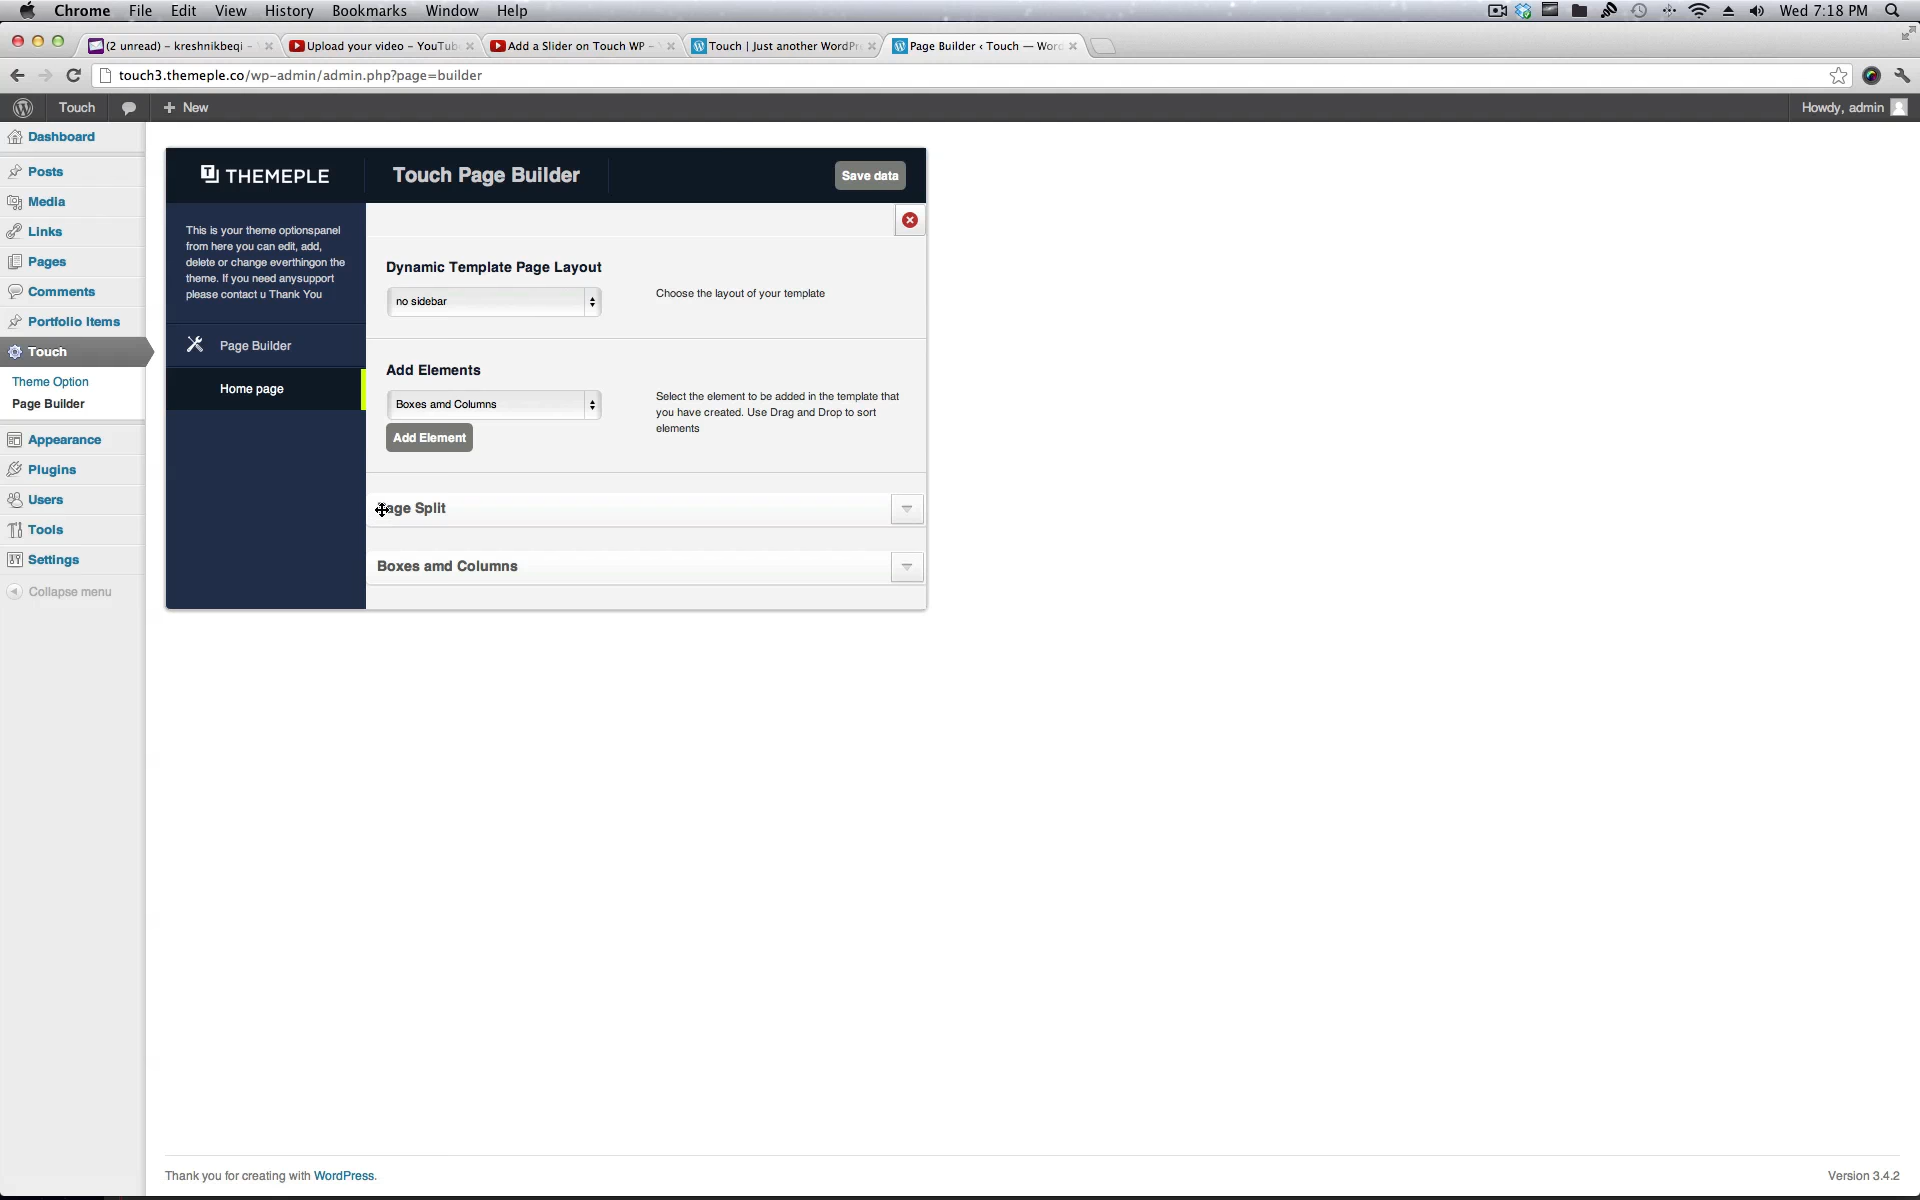 Chrome File Edit View History Bookmarks Window Help Wed 7:18 PM
(2 unread) – kreshnikbeqi – Upload your video – YouTub Add a Slider on Touch WP – Touch | Just another WordPr Page Builder ‹ Touch — Word
touch3.themeple.co/wp-admin/admin.php?page=builder
Touch New Howdy, admin
Dashboard
Posts
Media
Links
Pages
Comments
Portfolio Items
Touch
Theme Option
Page Builder
Appearance
Plugins
Users
Tools
Settings
Collapse menu
THEMEPLE
Touch Page Builder
Save data
This is your theme optionspanel
from here you can edit, add,
delete or change everthingon the
theme. If you need anysupport
please contact u Thank You
Page Builder
Home page
Dynamic Template Page Layout
no sidebar
Choose the layout of your template
Add Elements
Boxes amd Columns
Add Element
Select the element to be added in the template that
you have created. Use Drag and Drop to sort
elements
Page Split
Boxes amd Columns
Thank you for creating with WordPress.
Version 3.4.2